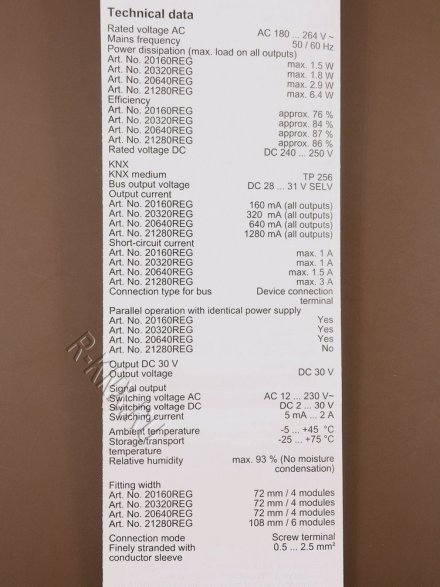 Technical data
Rated voltage AC AC 180 ... 264 V ~
Mains frequency 50 / 60 Hz
Power dissipation (max. load on all outputs)
Art. No. 20160REG max. 1.5 W
Art. No. 20320REG max. 1.8 W
Art. No. 20640REG max. 2.9 W
Art. No. 21280REG max. 6.4 W
Efficiency
Art. No. 20160REG approx. 76 %
Art. No. 20320REG approx. 84 %
Art. No. 20640REG approx. 87 %
Art. No. 21280REG approx. 86 %
Rated voltage DC DC 240 ... 250 V
KNX
KNX medium TP 256
Bus output voltage DC 28 ... 31 V SELV
Output current
Art. No. 20160REG 160 mA (all outputs)
Art. No. 20320REG 320 mA (all outputs)
Art. No. 20640REG 640 mA (all outputs)
Art. No. 21280REG 1280 mA (all outputs)
Short-circuit current
Art. No. 20160REG max. 1 A
Art. No. 20320REG max. 1 A
Art. No. 20640REG max. 1.5 A
Art. No. 21280REG max. 3 A
Connection type for bus Device connection
terminal
Parallel operation with identical power supply
Art. No. 20160REG Yes
Art. No. 20320REG Yes
Art. No. 20640REG Yes
Art. No. 21280REG No
Output DC 30 V
Output voltage DC 30 V
Signal output
Switching voltage AC AC 12 ... 230 V~
Switching voltage DC DC 2 ... 30 V
Switching current 5 mA ... 2 A
Ambient temperature -5 ... +45 °C
Storage/transport -25 ... +75 °C
temperature
Relative humidity max. 93 % (No moisture
condensation)
Fitting width
Art. No. 20160REG 72 mm / 4 modules
Art. No. 20320REG 72 mm / 4 modules
Art. No. 20640REG 72 mm / 4 modules
Art. No. 21280REG 108 mm / 6 modules
Connection mode Screw terminal
Finely stranded with 0.5 ... 2.5 mm²
conductor sleeve